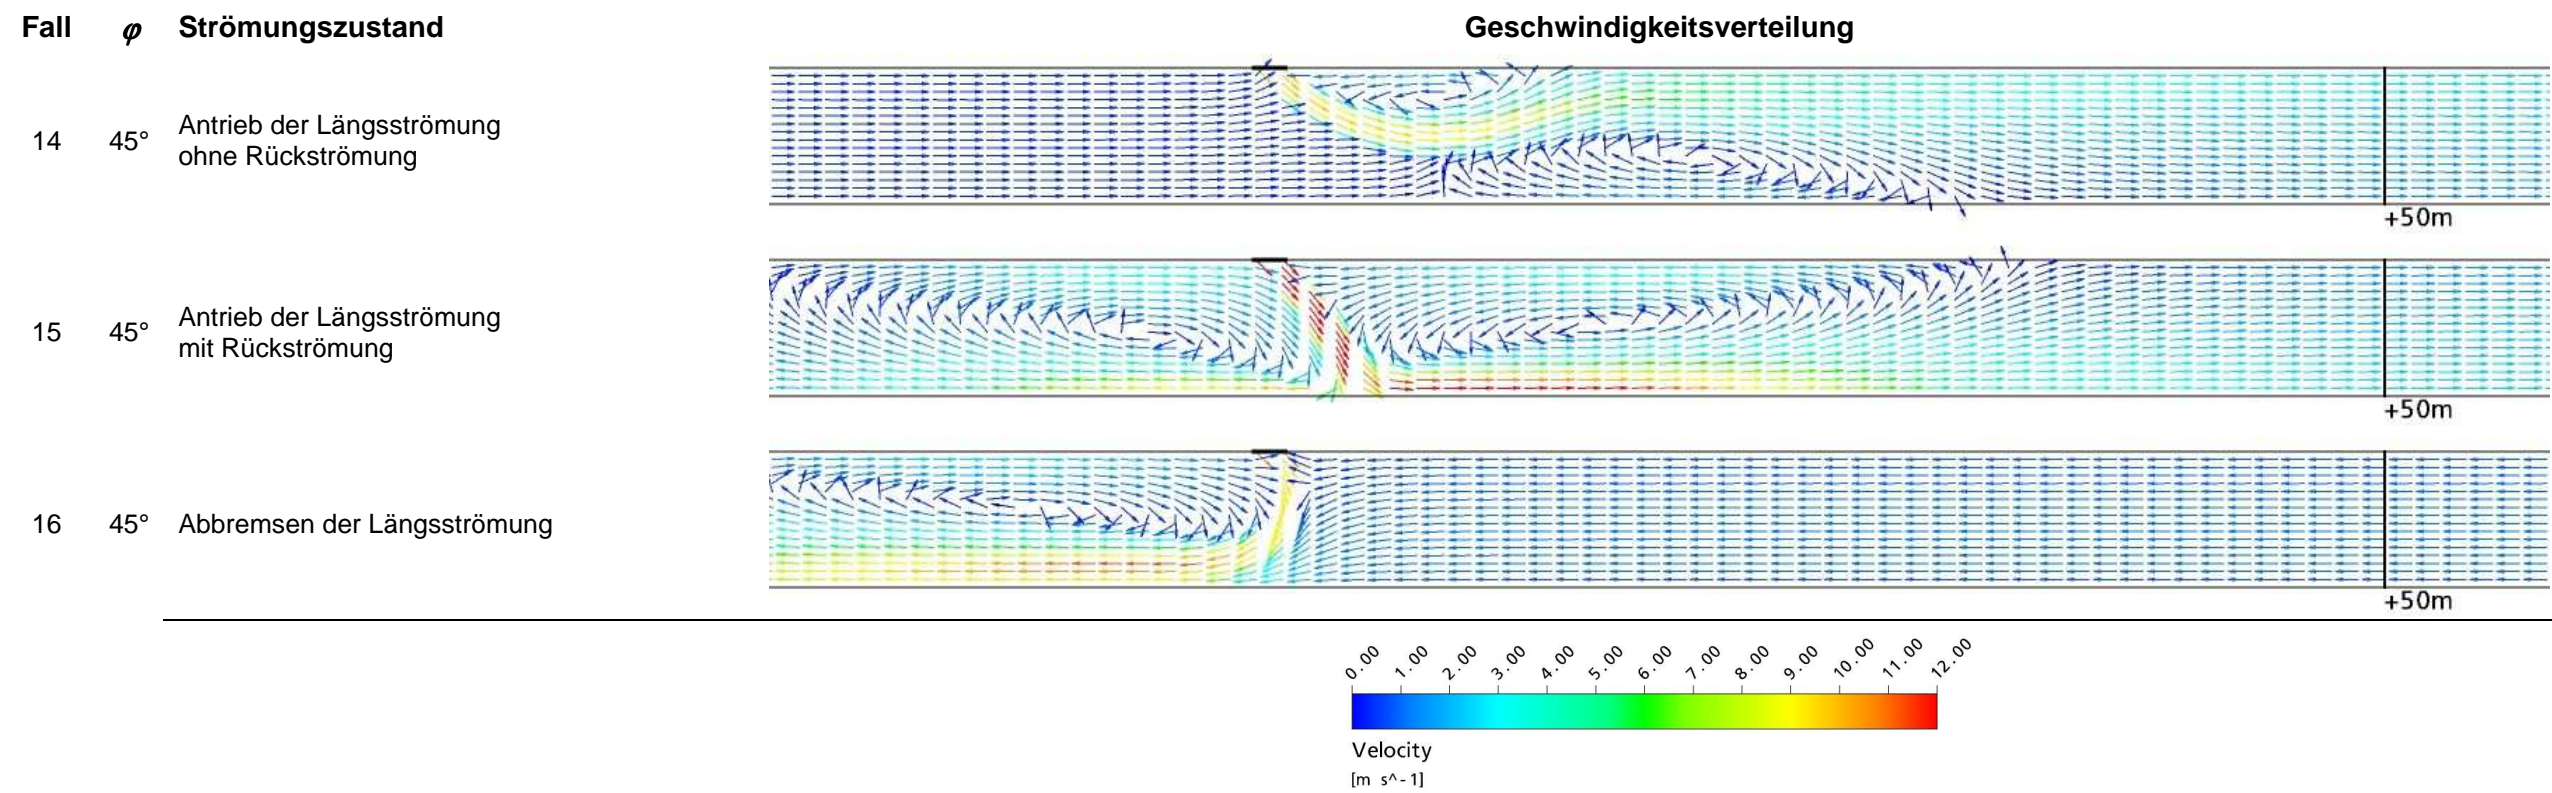 Fall φ Strömungszustand Geschwindigkeitsverteilung
14 45° Antrieb der Längsströmung
ohne Rückströmung
+50m
15 45° Antrieb der Längsströmung
mit Rückströmung
+50m
16 45° Abbremsen der Längsströmung
+50m
0.00 1.00 2.00 3.00 4.00 5.00 6.00 7.00 8.00 9.00 10.00 11.00 12.00
Velocity
[m s^-1]